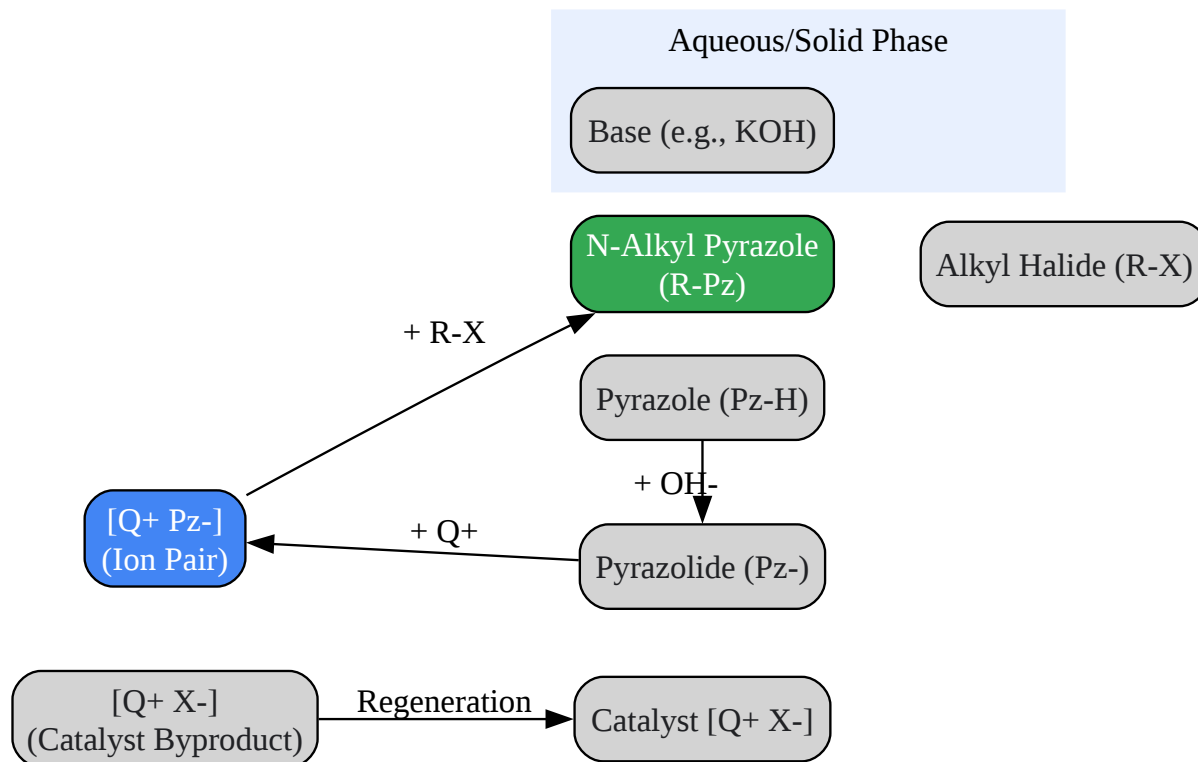 Aqueous/Solid Phase
Base (e.g., KOH)
N-Alkyl Pyrazole
(R-Pz)
Alkyl Halide (R-X)
+ R-X
Pyrazole (Pz-H)
+ OH-
[Q+ Pz-]
(Ion Pair)
+ Q+
Pyrazolide (Pz-)
[Q+ X-]
(Catalyst Byproduct)
Regeneration
Catalyst [Q+ X-]